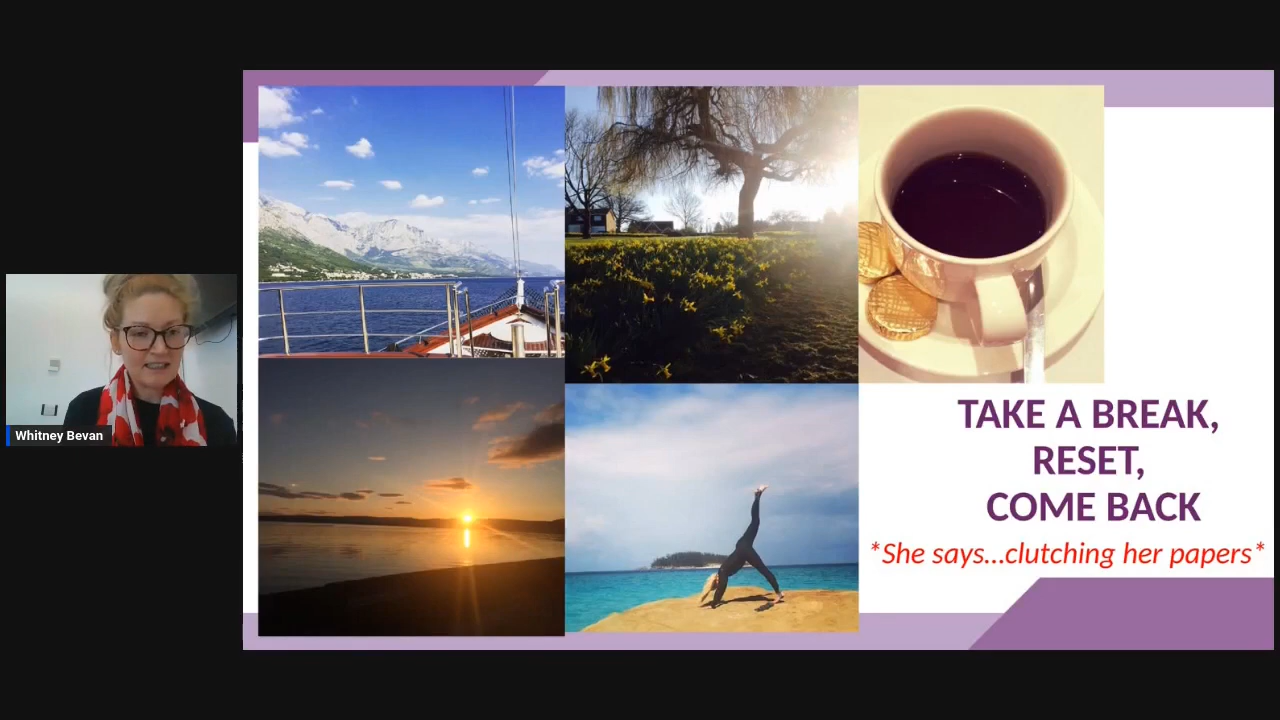 Whitney Bevan
TAKE A BREAK,
RESET,
COME BACK
*She says...clutching her papers*